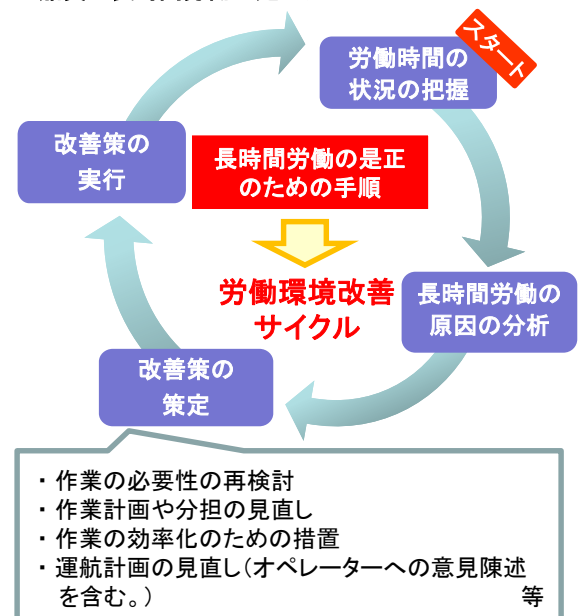 スタート
労働時間の
状況の把握
改善策の
実行
長時間労働の是正
のための手順
労働環境改善
サイクル
長時間労働の
原因の分析
改善策の
策定
・ 作業の必要性の再検討
・ 作業計画や分担の見直し
・ 作業の効率化のための措置
・ 運航計画の見直し(オペレーターへの意見陳述
を含む。) 等